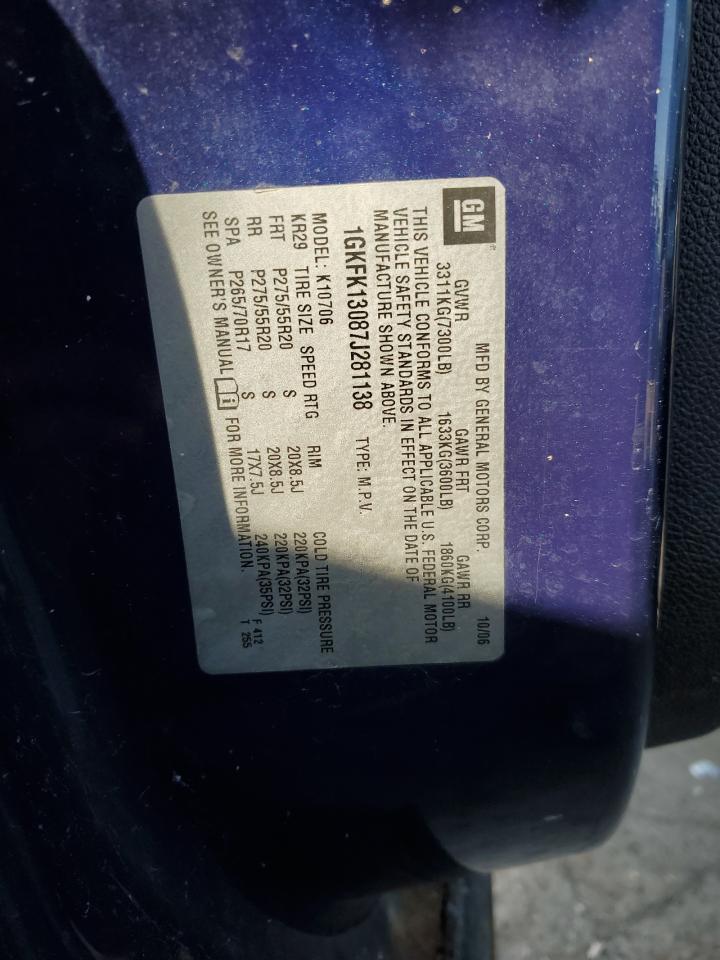 GM ®
MFD BY GENERAL MOTORS CORP. 10/06
GVWR GAWR FRT GAWR RR
3311KG(7300LB) 1633KG(3600LB) 1860KG(4100LB)
THIS VEHICLE CONFORMS TO ALL APPLICABLE U.S. FEDERAL MOTOR
VEHICLE SAFETY STANDARDS IN EFFECT ON THE DATE OF
MANUFACTURE SHOWN ABOVE.
1GKFK13087J281138 TYPE: M.P.V.
MODEL: K10706
KR29 TIRE SIZE SPEED RTG RIM COLD TIRE PRESSURE
FRT P275/55R20 S 20X8.5J 220KPA(32PSI)
RR P275/55R20 S 20X8.5J 220KPA(32PSI)
SPA P265/70R17 S 17X7.5J 240KPA(35PSI)
SEE OWNER'S MANUAL i FOR MORE INFORMATION.
F 412
T 255